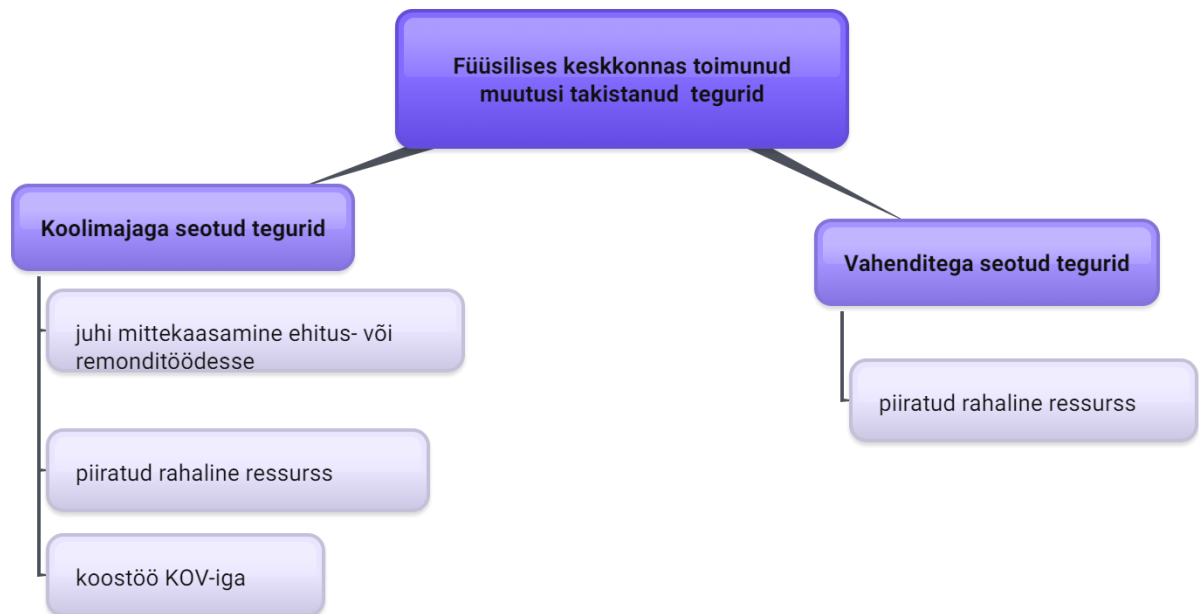 Füüsilises keskkonnas toimunud
muutusi takistanud tegurid
Koolimajaga seotud tegurid
juhi mittekaasamine ehitus- või
remonditöödesse
piiratud rahaline ressurss
koostöö KOV-iga
Vahenditega seotud tegurid
piiratud rahaline ressurss